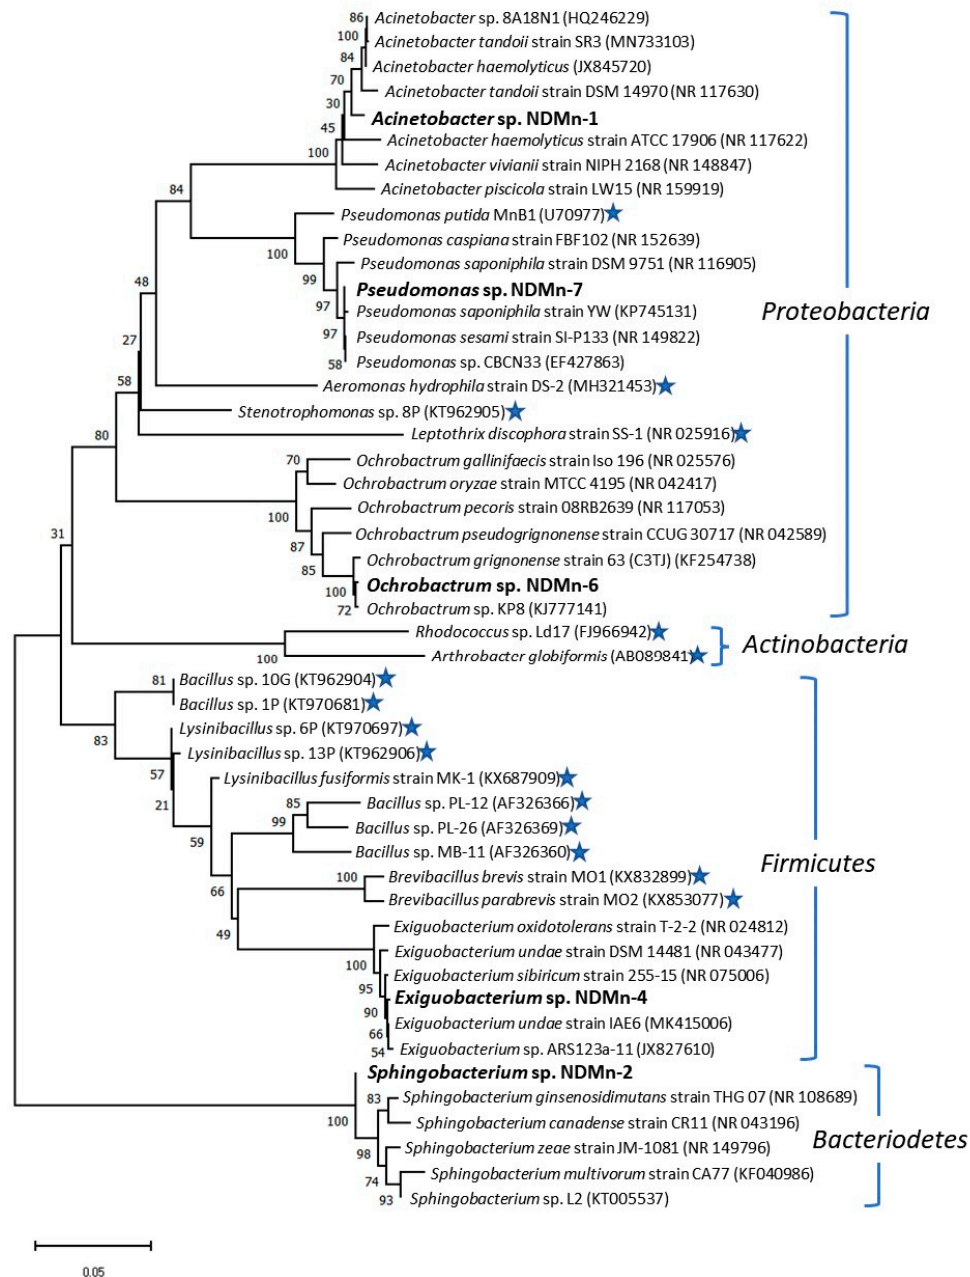 86
Acinetobacter sp. 8A18N1 (HQ246229)
100
Acinetobacter tandoii strain SR3 (MN733103)
84
Acinetobacter haemolyticus (JX845720)
70
Acinetobacter tandoii strain DSM 14970 (NR 117630)
30
Acinetobacter sp. NDMn-1
45
Acinetobacter haemolyticus strain ATCC 17906 (NR 117622)
100
Acinetobacter vivianii strain NIPH 2168 (NR 148847)
Acinetobacter piscicola strain LW15 (NR 159919)
84
Pseudomonas putida MnB1 (U70977)
Pseudomonas caspiana strain FBF102 (NR 152639)
100
Pseudomonas saponiphila strain DSM 9751 (NR 116905)
99
Pseudomonas sp. NDMn-7
97
Pseudomonas saponiphila strain YW (KP745131)
Proteobacteria
97
Pseudomonas sesami strain SI-P133 (NR 149822)
58
Pseudomonas sp. CBCN33 (EF427863)
48
27
58
Aeromonas hydrophila strain DS-2 (MH321453)
Stenotrophomonas sp. 8P (KT962905)
Leptothrix discophora strain SS-1 (NR 025916)
80
70
Ochrobactrum gallinifaecis strain Iso 196 (NR 025576)
Ochrobactrum oryzae strain MTCC 4195 (NR 042417)
100
Ochrobactrum pecoris strain 08RB2639 (NR 117053)
87
Ochrobactrum pseudogrignonense strain CCUG 30717 (NR 042589)
85
Ochrobactrum grignonense strain 63 (C3TJ) (KF254738)
100
Ochrobactrum sp. NDMn-6
72
Ochrobactrum sp. KP8 (KJ777141)
31
Rhodococcus sp. Ld17 (FJ966942)
Actinobacteria
100
Arthrobacter globiformis (AB089841)
81
Bacillus sp. 10G (KT962904)
Bacillus sp. 1P (KT970681)
83
Lysinibacillus sp. 6P (KT970697)
Lysinibacillus sp. 13P (KT962906)
57
Lysinibacillus fusiformis strain MK-1 (KX687909)
21
85
Bacillus sp. PL-12 (AF326366)
99
Bacillus sp. PL-26 (AF326369)
59
Bacillus sp. MB-11 (AF326360)
Firmicutes
100
Brevibacillus brevis strain MO1 (KX832899)
66
Brevibacillus parabrevis strain MO2 (KX853077)
49
Exiguobacterium oxidotolerans strain T-2-2 (NR 024812)
Exiguobacterium undae strain DSM 14481 (NR 043477)
100
Exiguobacterium sibiricum strain 255-15 (NR 075006)
95
Exiguobacterium sp. NDMn-4
90
Exiguobacterium undae strain IAE6 (MK415006)
66
54
Exiguobacterium sp. ARS123a-11 (JX827610)
Sphingobacterium sp. NDMn-2
83
Sphingobacterium ginsenosidimutans strain THG 07 (NR 108689)
100
Sphingobacterium canadense strain CR11 (NR 043196)
Bacteriodetes
98
Sphingobacterium zeae strain JM-1081 (NR 149796)
74
Sphingobacterium multivorum strain CA77 (KF040986)
93
Sphingobacterium sp. L2 (KT005537)
0.05